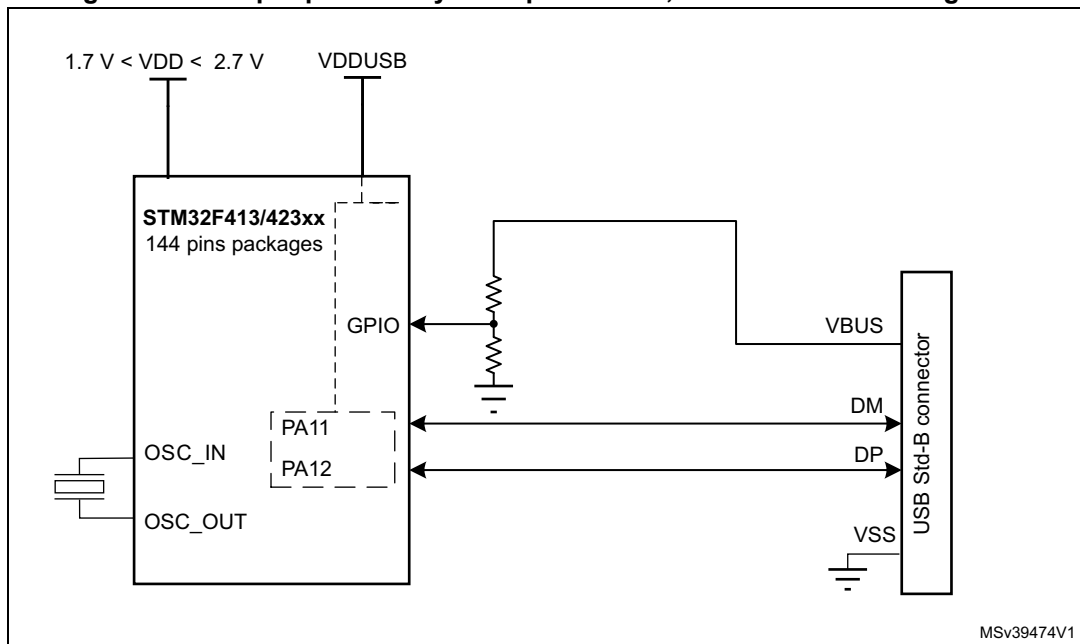 1.7 V < VDD < 2.7 V
VDDUSB
STM32F413/423xx
144 pins packages
GPIO
VBUS
PA11
DM
OSC_IN
PA12
DP
OSC_OUT
VSS
USB Std-B connector
MSv39474V1